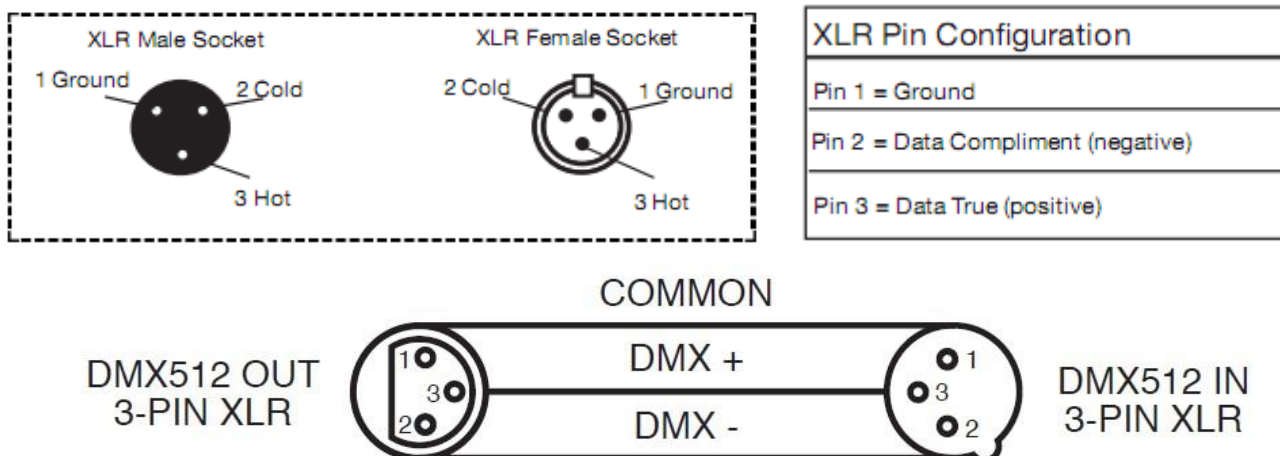 XLR Male Socket
1 Ground
2 Cold
3 Hot
XLR Female Socket
2 Cold
1 Ground
3 Hot
XLR Pin Configuration
Pin 1 = Ground
Pin 2 = Data Compliment (negative)
Pin 3 = Data True (positive)
COMMON
DMX512 OUT
3-PIN XLR
1
3
2
DMX +
DMX -
1
3
2
DMX512 IN
3-PIN XLR